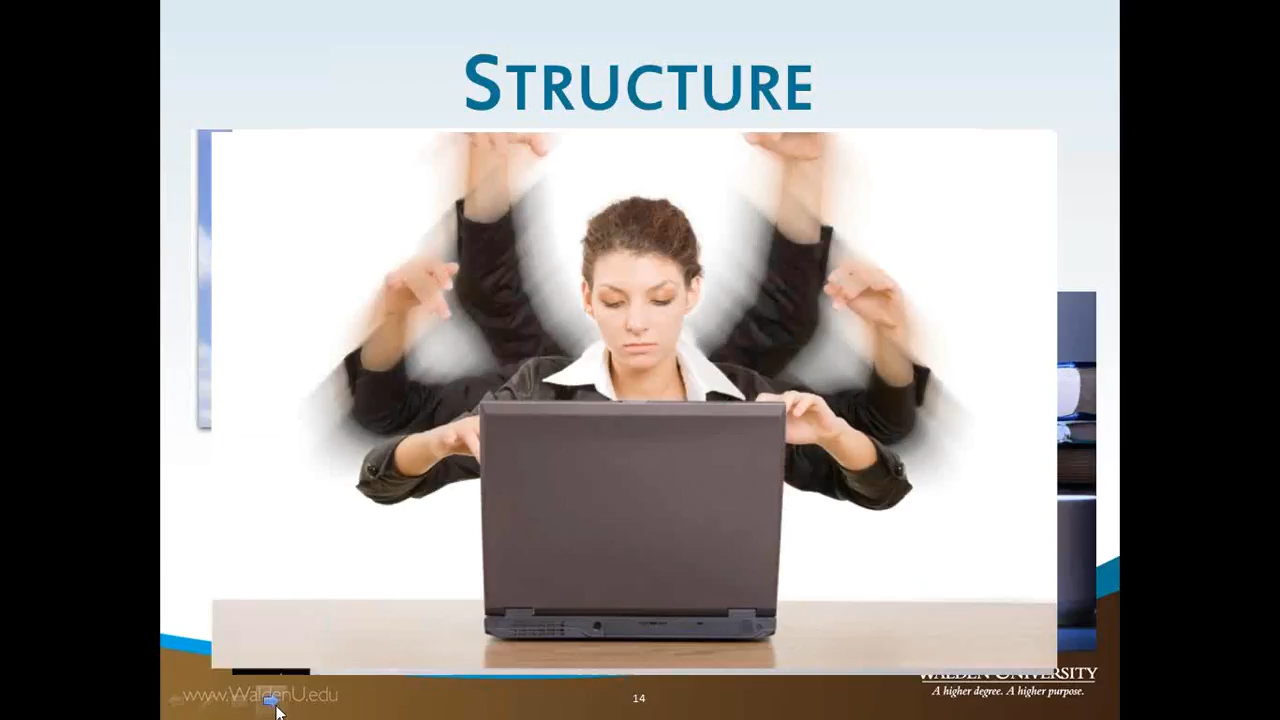 STRUCTURE
WALDEN UNIVERSITY
www.WaldenU.edu
14
A higher degree. A higher purpose.